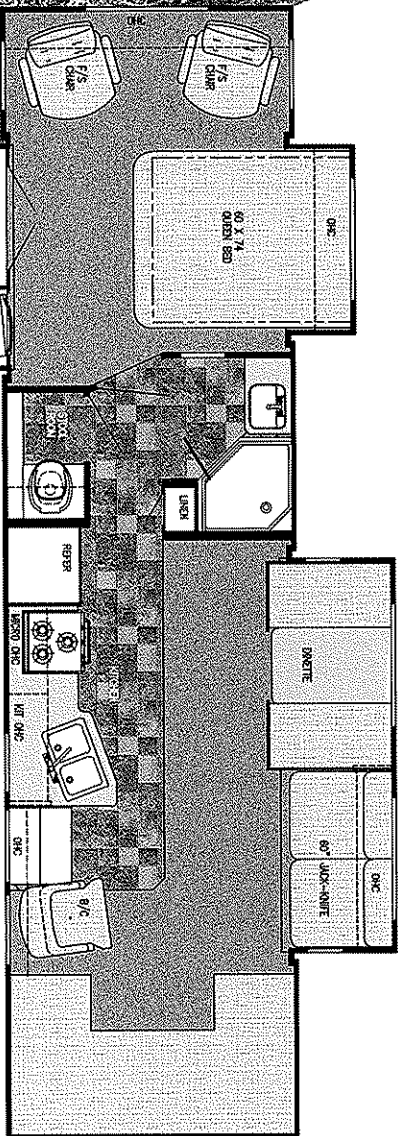 OHC
F/S
CHAIR
F/S
CHAIR
60 X 74
QUEEN BED
OHC
LINEN
REFER
MICRO OHC
KIT OHC
OHC
B/C
DINETTE
60" JACK-KNIFE
OHC